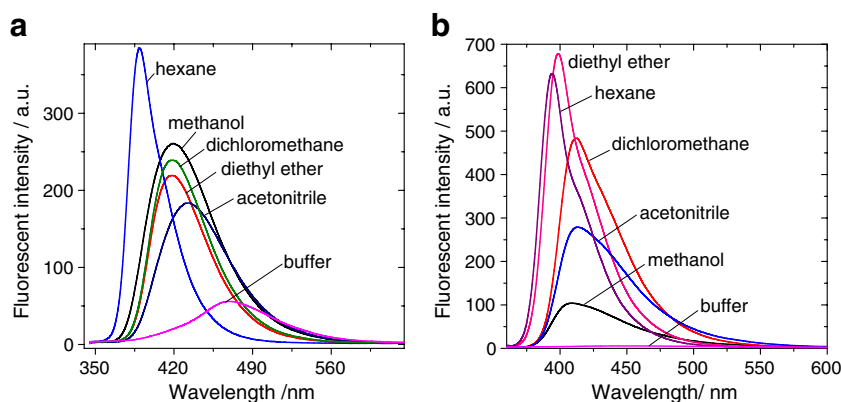 a
Fluorescent intensity / a.u.
300
200
100
0
hexane
methanol
dichloromethane
diethyl ether
acetonitrile
buffer
350 420 490 560
Wavelength /nm
b
Fluorescent intensity / a.u.
700
600
500
400
300
200
100
0
diethyl ether
hexane
dichloromethane
acetonitrile
methanol
buffer
400 450 500 550 600
Wavelength/ nm